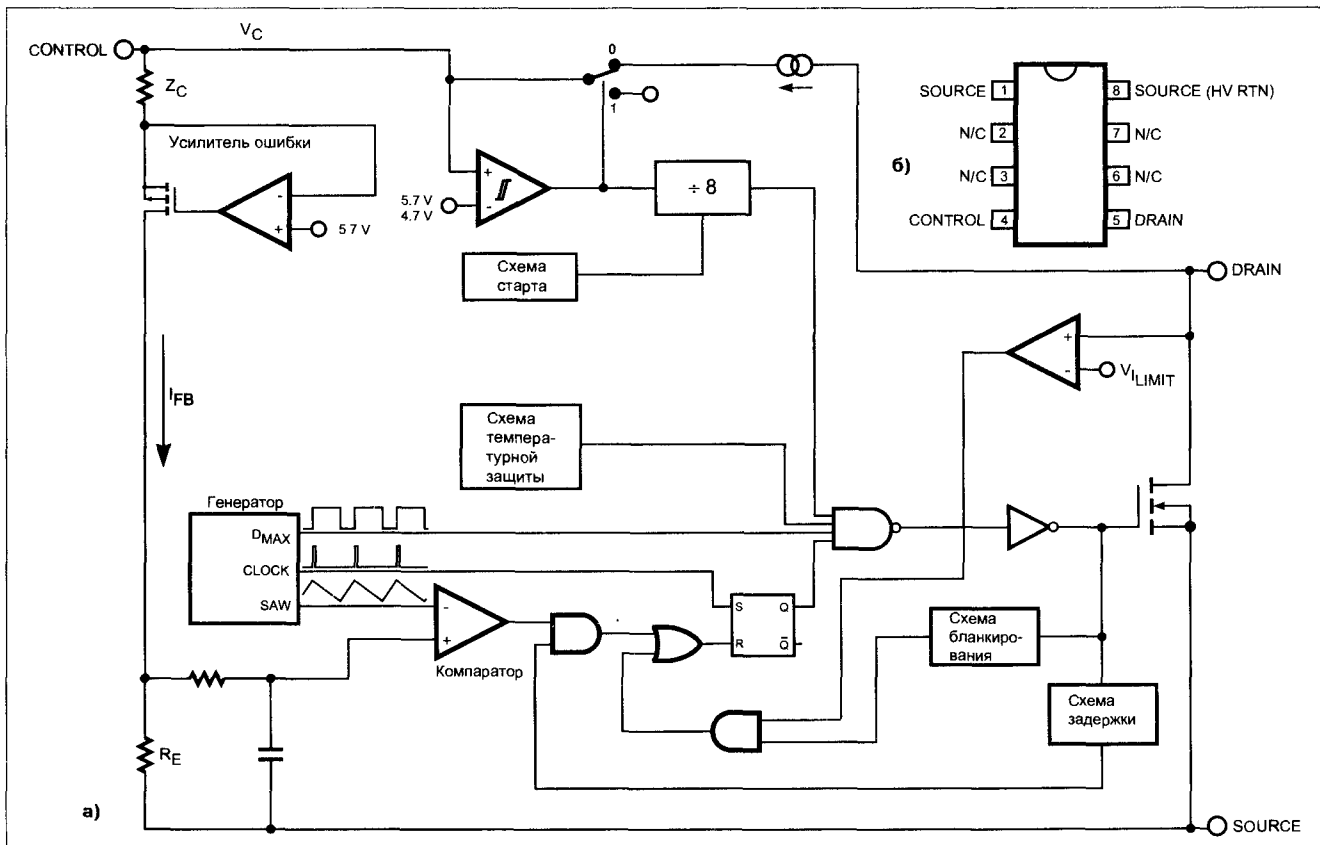 CONTROL
V_C
Z_C
Усилитель ошибки
-
+
5 7 V
+
-
5.7 V
4.7 V
0
1
÷ 8
Схема
старта
SOURCE 1
8 SOURCE (HV RTN)
N/C 2
7 N/C
б)
N/C 3
6 N/C
CONTROL 4
5 DRAIN
DRAIN
+
-
V_I_LIMIT
I_FB
Схема
темпера-
турной
защиты
Генератор
D_MAX
CLOCK
SAW
-
+
Компаратор
S Q
R Q̅
Схема
бланкиро-
вания
Схема
задержки
R_E
а)
SOURCE